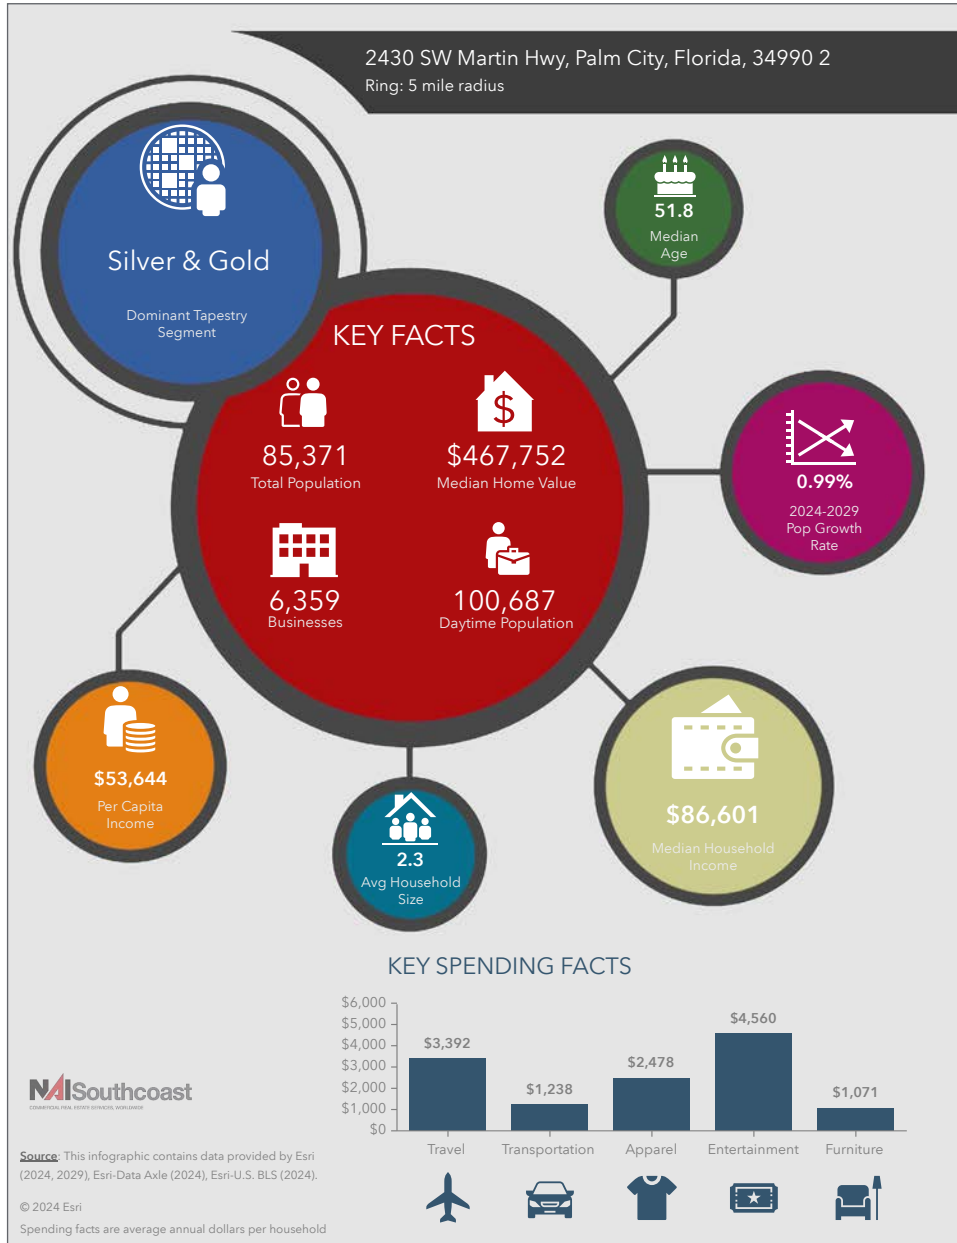 2430 SW Martin Hwy, Palm City, Florida, 34990 2
Ring: 5 mile radius
Silver & Gold
Dominant Tapestry
Segment
51.8
Median
Age
KEY FACTS
85,371
Total Population
$467,752
Median Home Value
6,359
Businesses
100,687
Daytime Population
0.99%
2024-2029
Pop Growth
Rate
$53,644
Per Capita
Income
2.3
Avg Household
Size
$86,601
Median Household
Income
KEY SPENDING FACTS
$6,000
$5,000
$4,000
$3,000
$2,000
$1,000
$0
$3,392
$1,238
$2,478
$4,560
$1,071
Travel
Transportation
Apparel
Entertainment
Furniture
NAISouthcoast
COMMERCIAL REAL ESTATE SERVICES, WORLDWIDE
Source: This infographic contains data provided by Esri
(2024, 2029), Esri-Data Axle (2024), Esri-U.S. BLS (2024).
© 2024 Esri
Spending facts are average annual dollars per household